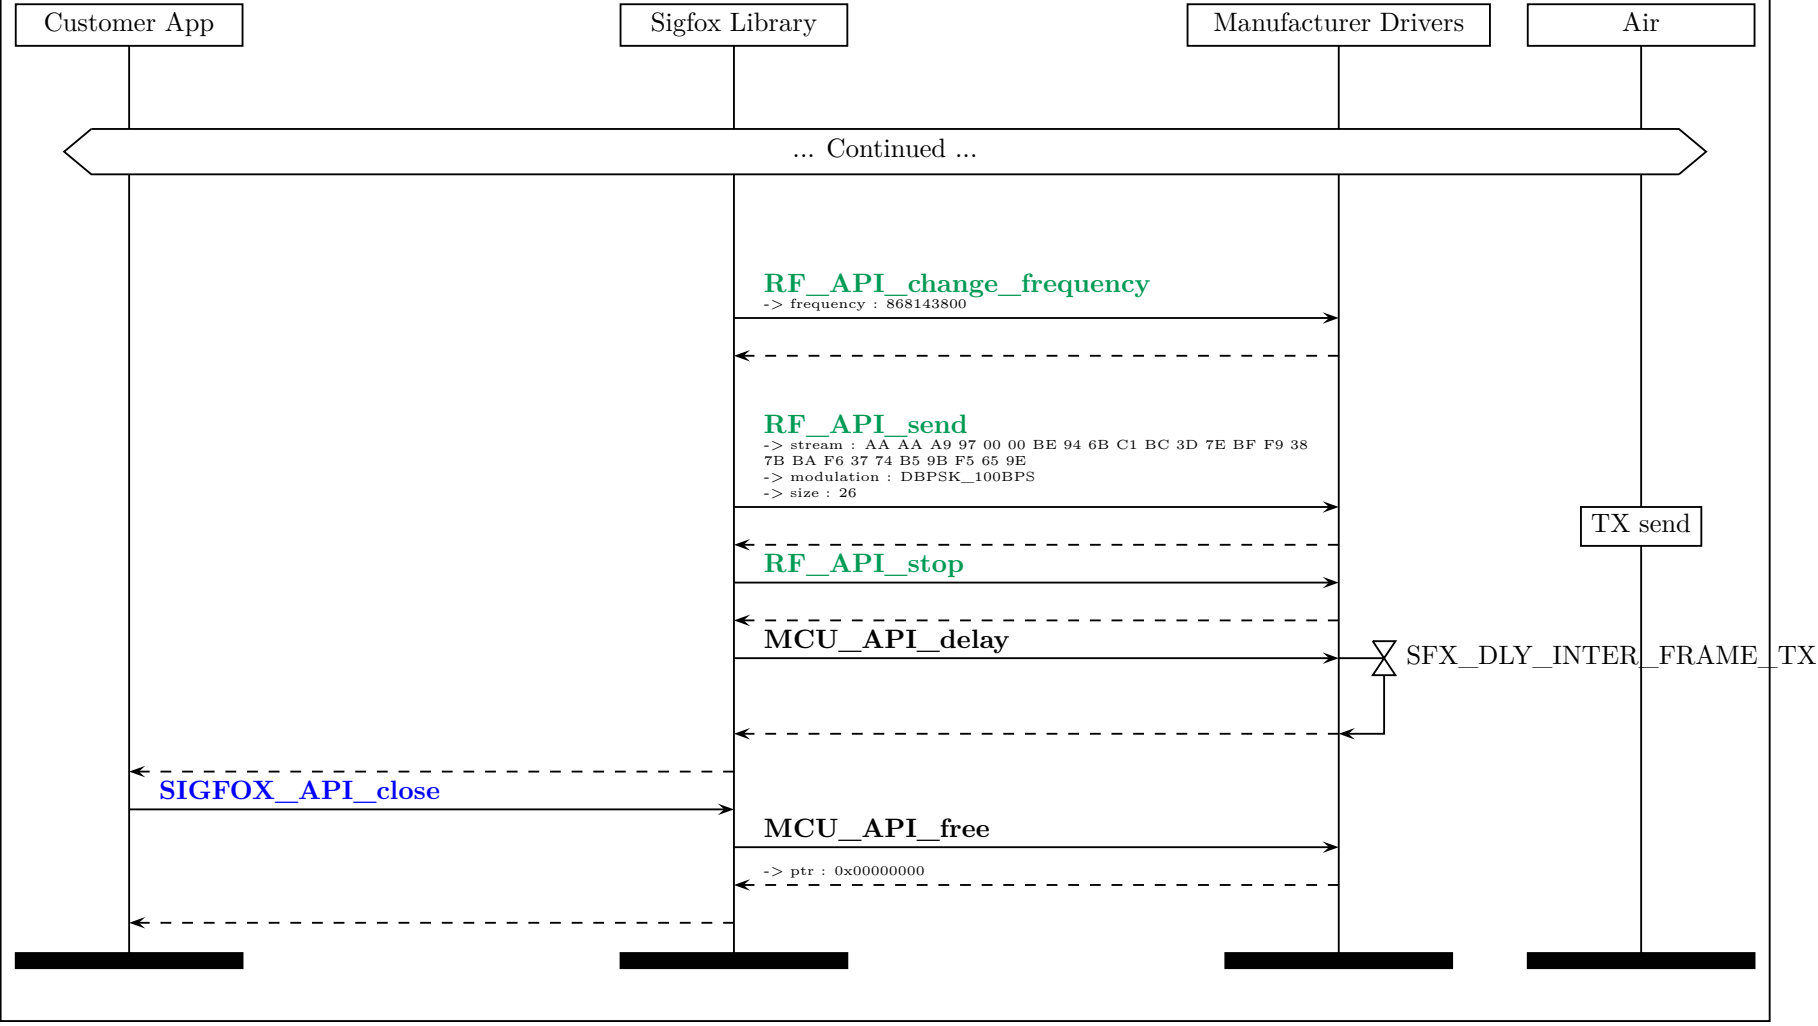 Customer App
Sigfox Library
Manufacturer Drivers
Air
... Continued ...
RF_API_change_frequency
-> frequency : 868143800
RF_API_send
-> stream : AA AA A9 97 00 00 BE 94 6B C1 BC 3D 7E BF F9 38
7B BA F6 37 74 B5 9B F5 65 9E
-> modulation : DBPSK_100BPS
-> size : 26
TX send
RF_API_stop
MCU_API_delay
SFX_DLY_INTER_FRAME_TX
SIGFOX_API_close
MCU_API_free
-> ptr : 0x00000000